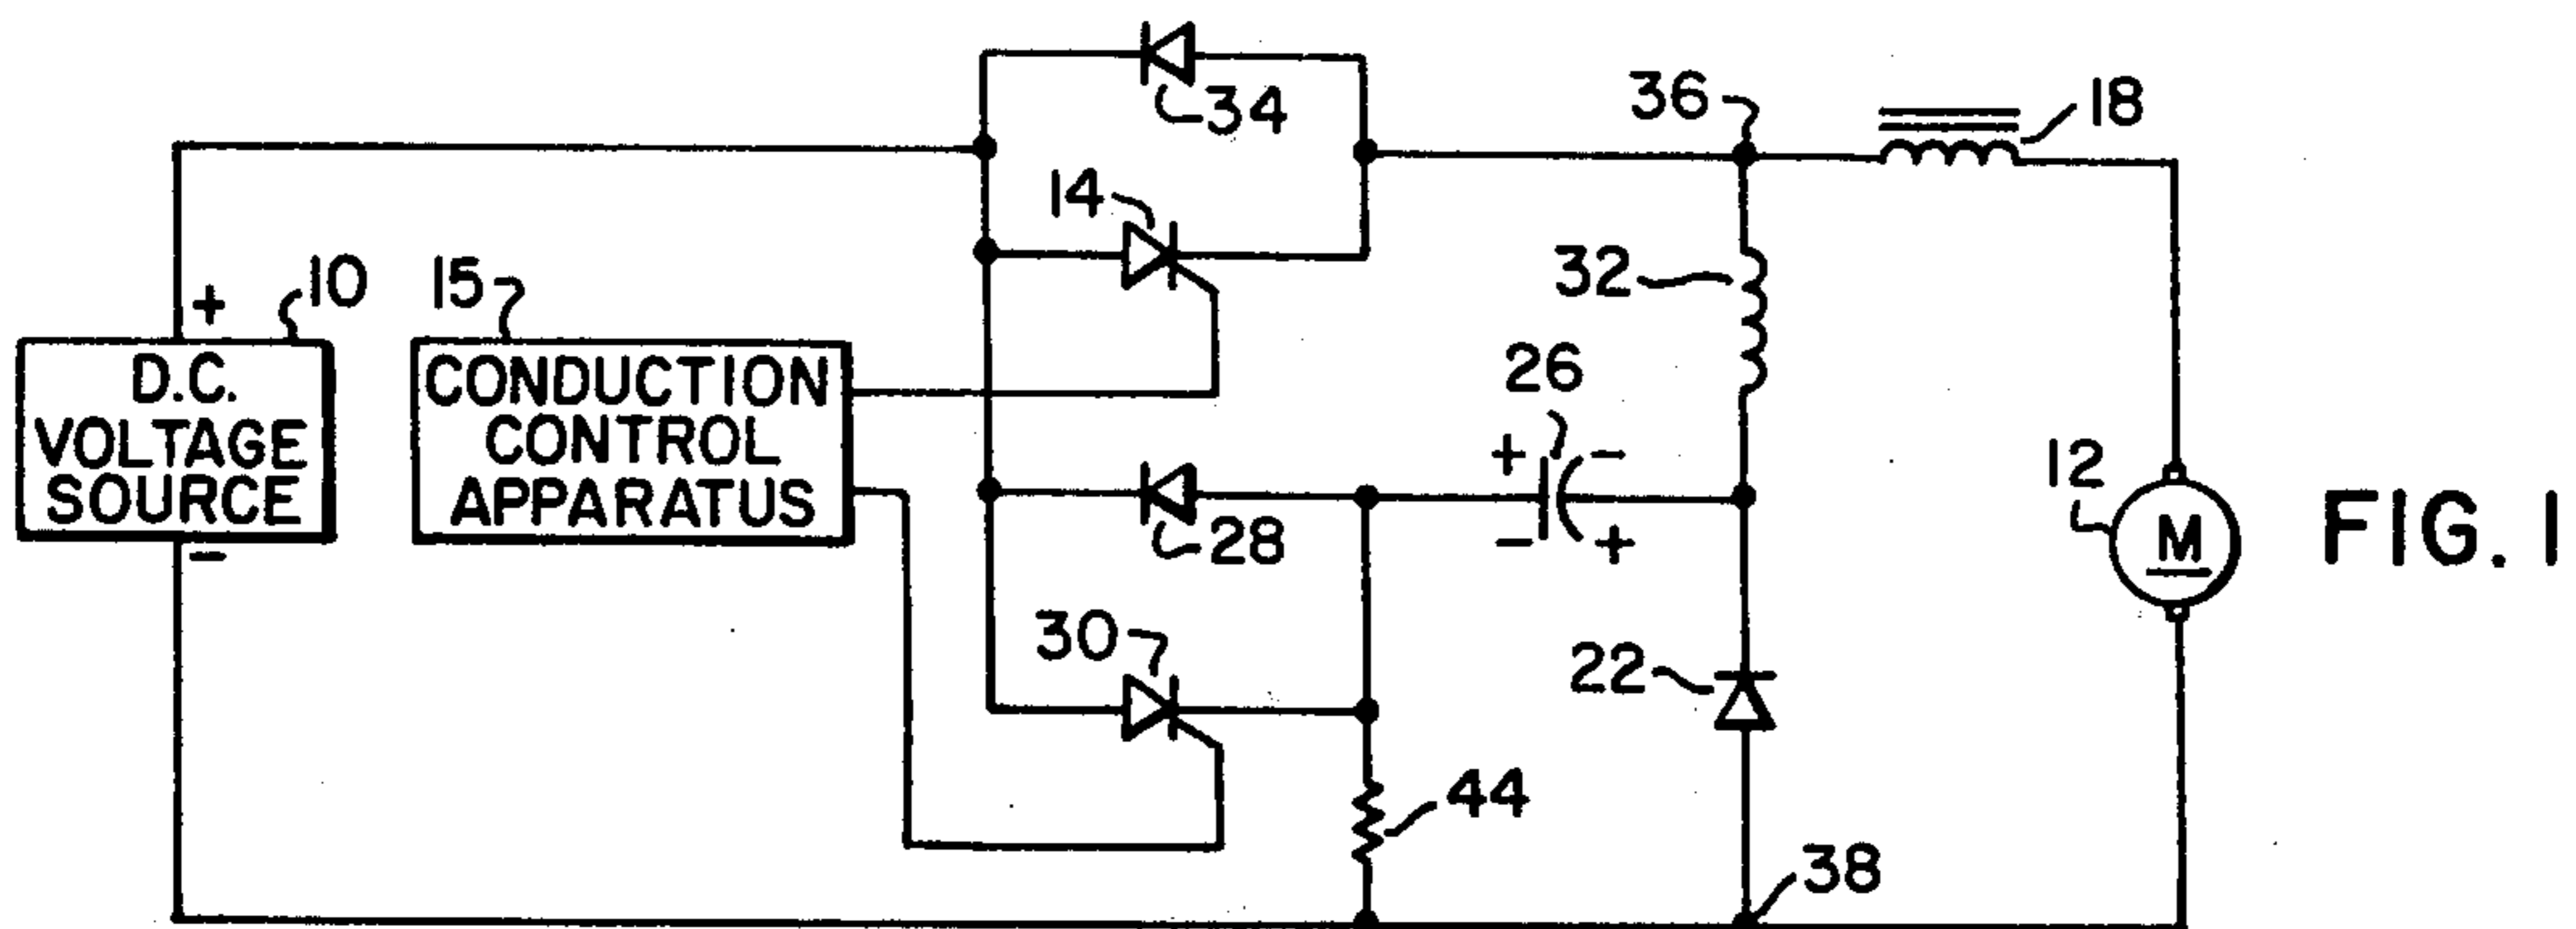 34
36
18
14
+
10
15
D.C.
VOLTAGE
SOURCE
-
CONDUCTION
CONTROL
APPARATUS
32
26
+ -
- +
28
12
M
FIG. 1
30
22
44
38